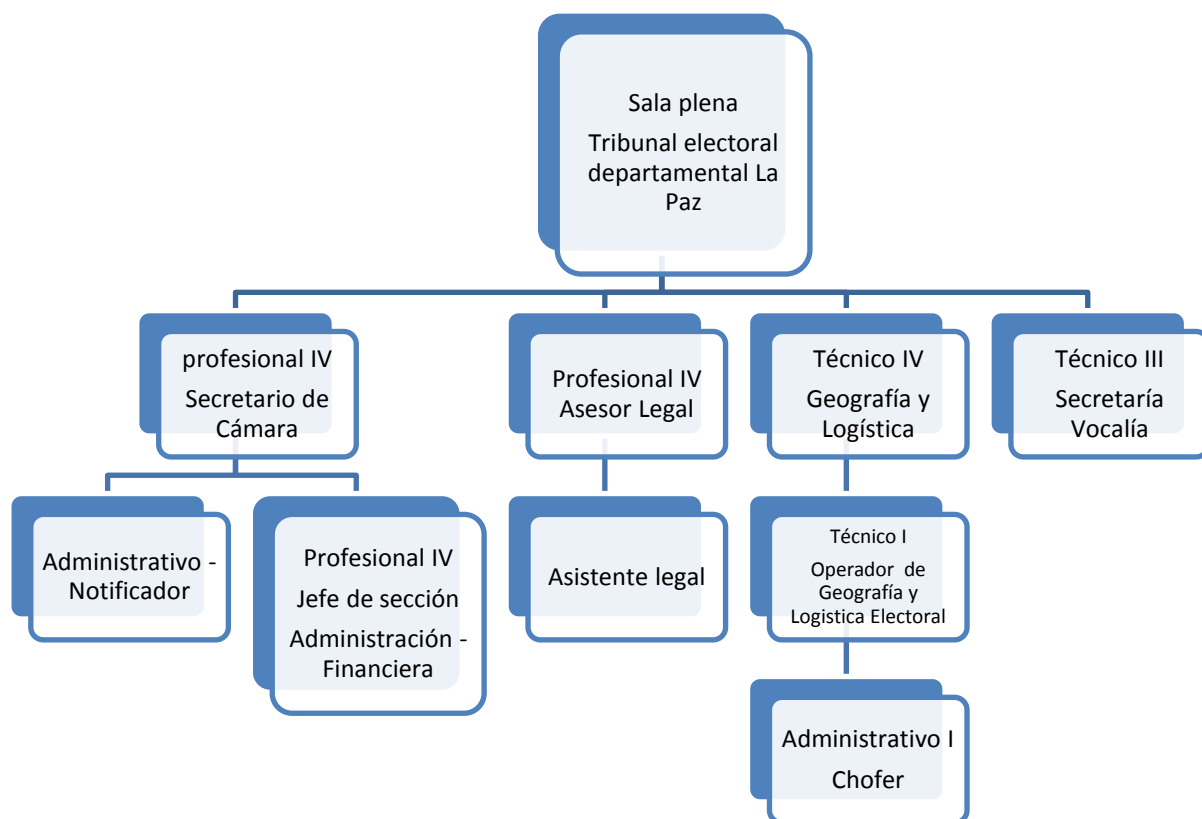 Sala plena
Tribunal electoral
departamental La
Paz
profesional IV
Secretario de
Cámara
Profesional IV
Asesor Legal
Técnico IV
Geografía y
Logística
Técnico III
Secretaría
Vocalía
Administrativo -
Notificador
Profesional IV
Jefe de sección
Administración -
Financiera
Asistente legal
Técnico I
Operador de
Geografía y
Logistica Electoral
Administrativo I
Chofer